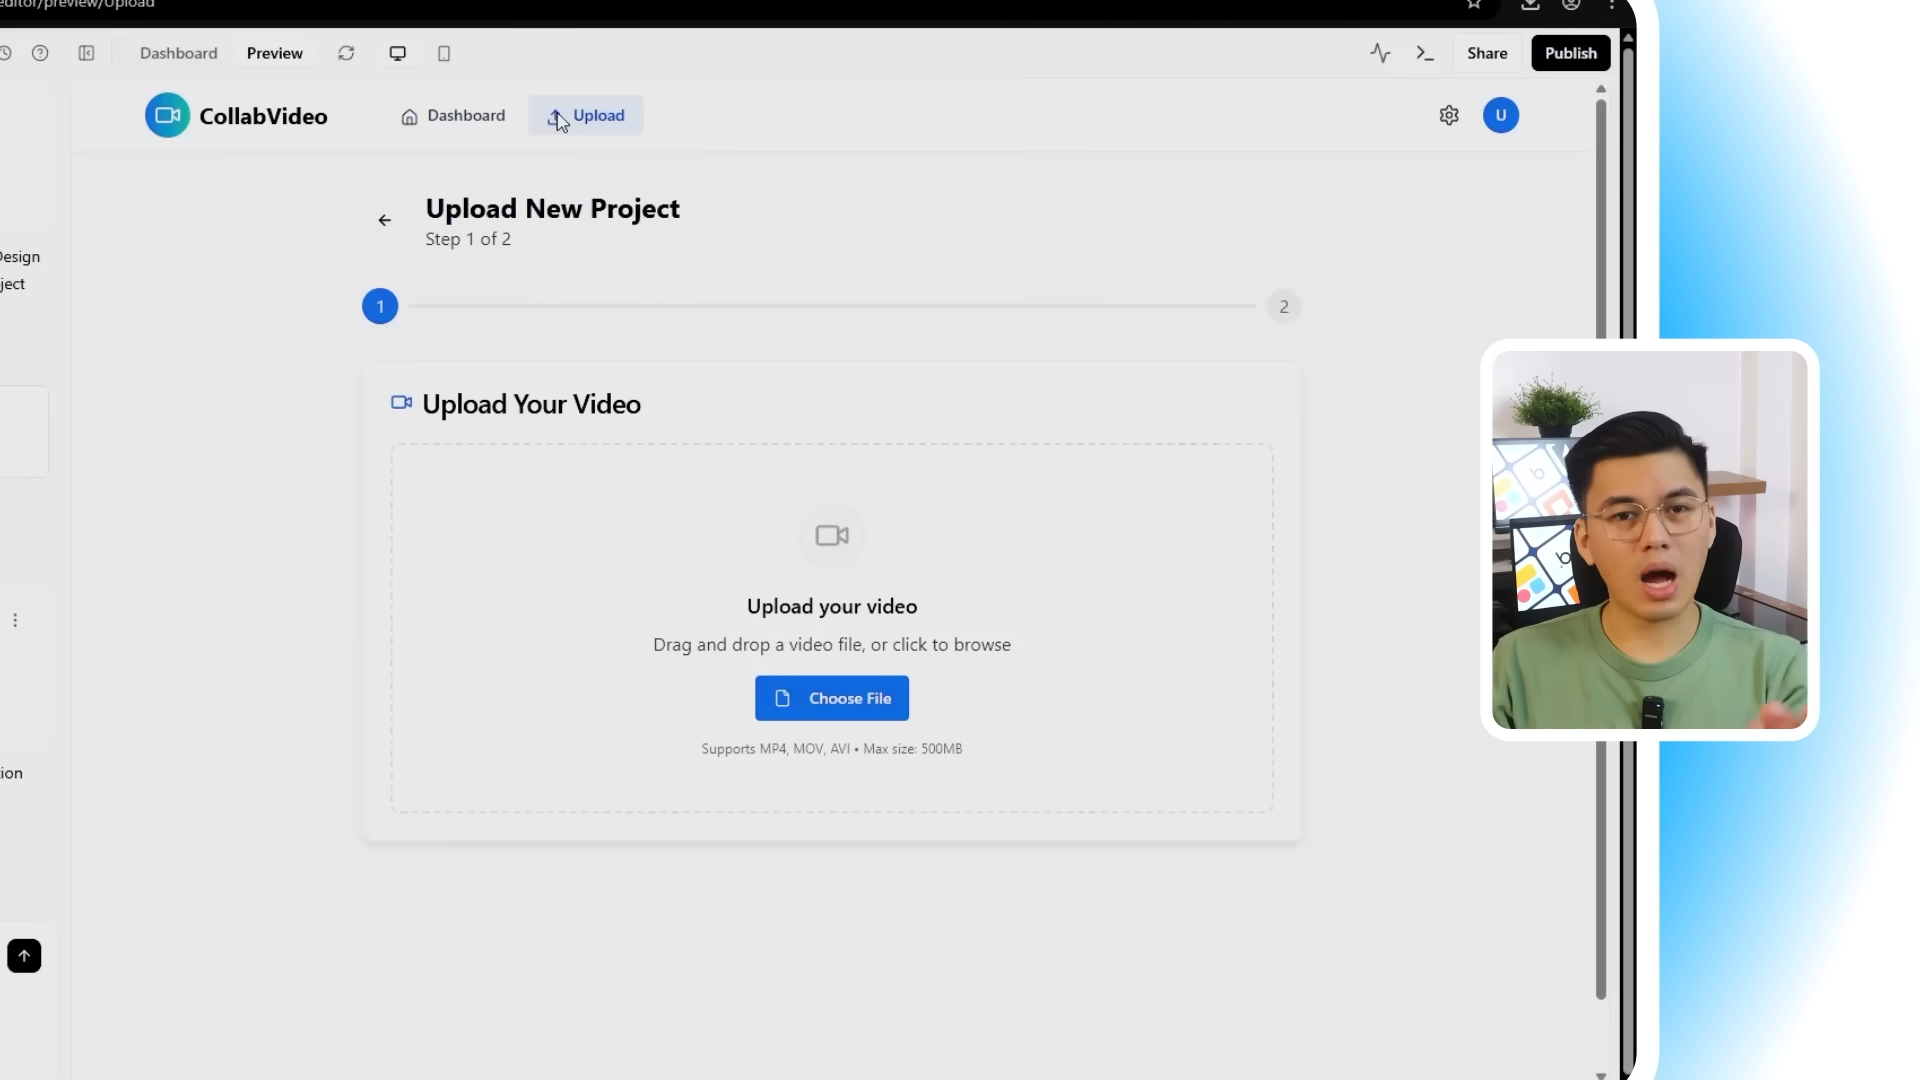 editor/preview/Upload
Dashboard
Preview
Share
Publish
CollabVideo
Dashboard
Upload
U
Upload New Project
Step 1 of 2
1
2
Upload Your Video
Upload your video
Drag and drop a video file, or click to browse
Choose File
Supports MP4, MOV, AVI • Max size: 500MB
Design
ject
ion